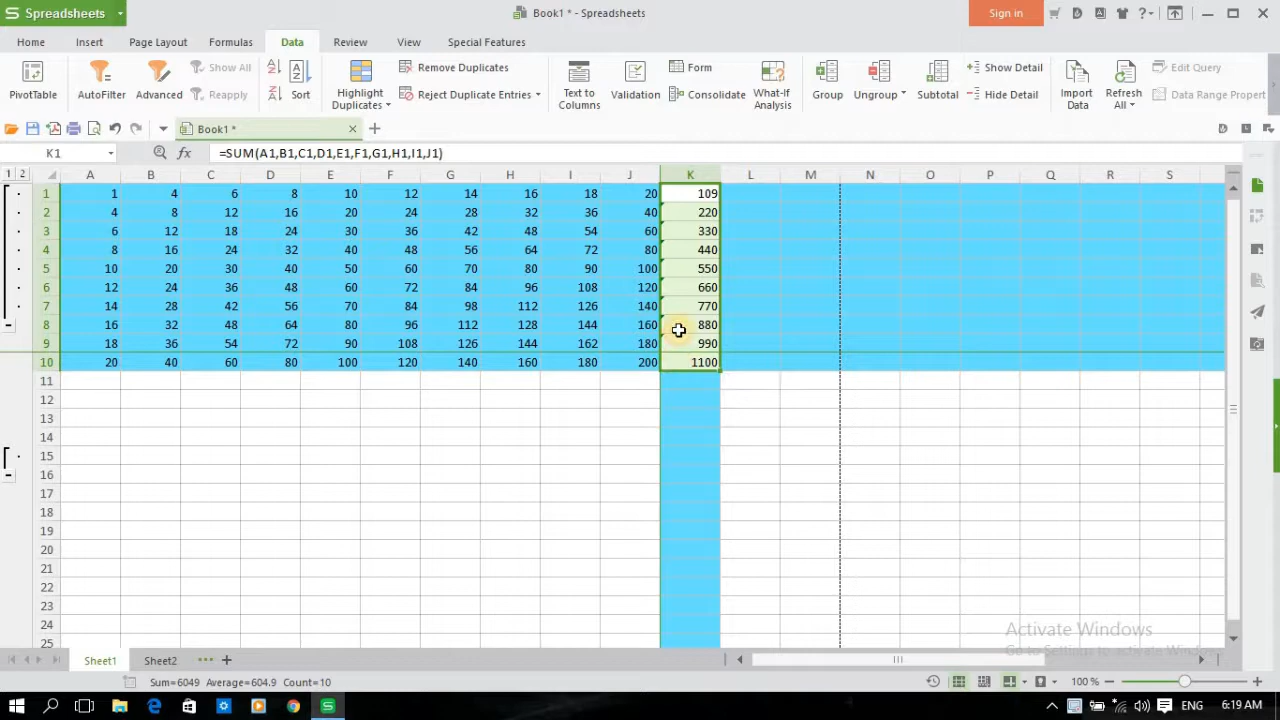 Spreadsheets Book1 * - Spreadsheets Sign in
Home Insert Page Layout Formulas Data Review View Special Features
PivotTable AutoFilter Advanced Show All Reapply Sort Highlight Duplicates Remove Duplicates Reject Duplicate Entries Text to Columns Validation Form Consolidate What-If Analysis Group Ungroup Subtotal Show Detail Hide Detail Import Data Refresh All Edit Query Data Range Propert
Book1 *
K1 fx =SUM(A1,B1,C1,D1,E1,F1,G1,H1,I1,J1)
1 2 A B C D E F G H I J K L M N O P Q R S
1 1 4 6 8 10 12 14 16 18 20 109
2 4 8 12 16 20 24 28 32 36 40 220
3 6 12 18 24 30 36 42 48 54 60 330
4 8 16 24 32 40 48 56 64 72 80 440
5 10 20 30 40 50 60 70 80 90 100 550
6 12 24 36 48 60 72 84 96 108 120 660
7 14 28 42 56 70 84 98 112 126 140 770
8 16 32 48 64 80 96 112 128 144 160 880
9 18 36 54 72 90 108 126 144 162 180 990
10 20 40 60 80 100 120 140 160 180 200 1100
11
12
13
14
15
16
17
18
19
20
21
22
23
24
25
Activate Windows
Go to Settings to activate Windows.
Sheet1 Sheet2
Sum=6049 Average=604.9 Count=10 100 %
ENG 6:19 AM